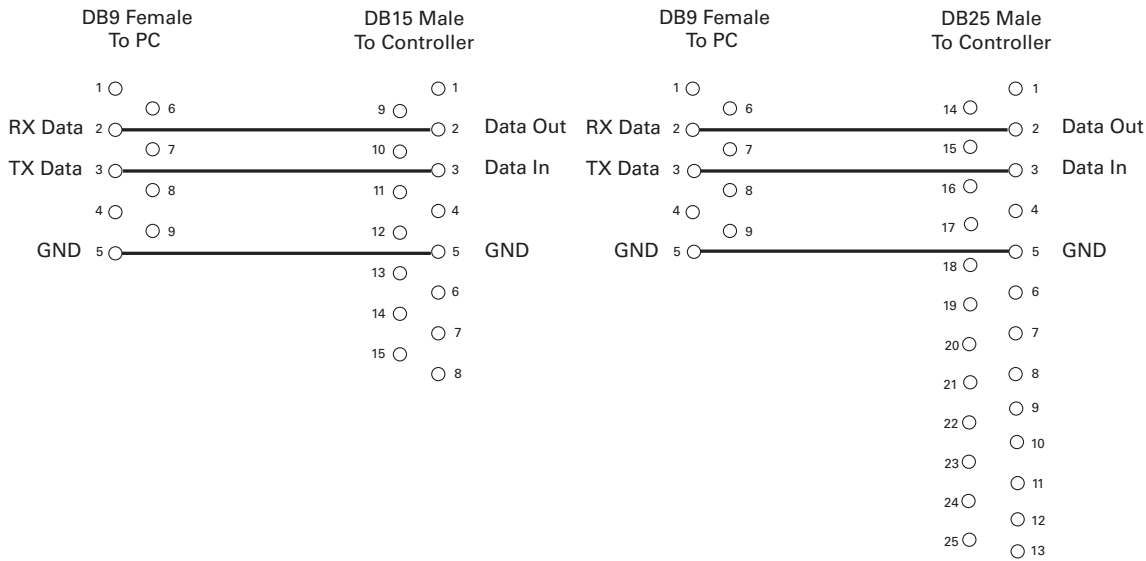 DB9 Female
To PC
DB15 Male
To Controller
1
6
9
1
RX Data 2
2 Data Out
7
10
TX Data 3
3 Data In
8
11
4
4
9
12
GND 5
5 GND
13
6
14
7
15
8
DB9 Female
To PC
DB25 Male
To Controller
1
1
6
14
RX Data 2
2 Data Out
7
15
TX Data 3
3 Data In
8
16
4
4
9
17
GND 5
5 GND
18
6
19
7
20
8
21
9
22
10
23
11
24
12
25
13